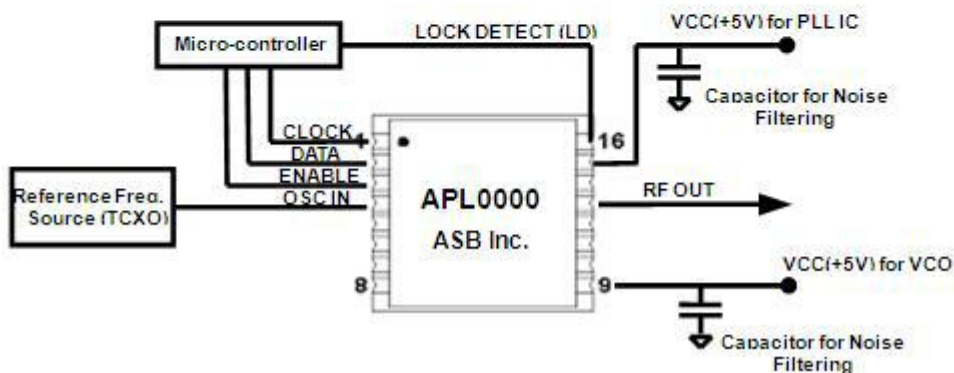 Micro-controller
LOCK DETECT (LD)
VCC(+5V) for PLL IC
Capacitor for Noise
Filtering
CLOCK
1
16
DATA
ENABLE
OSC IN
Reference Freq.
Source (TCXO)
APL0000
ASB Inc.
RF OUT
8
9
VCC(+5V) for VCO
Capacitor for Noise
Filtering